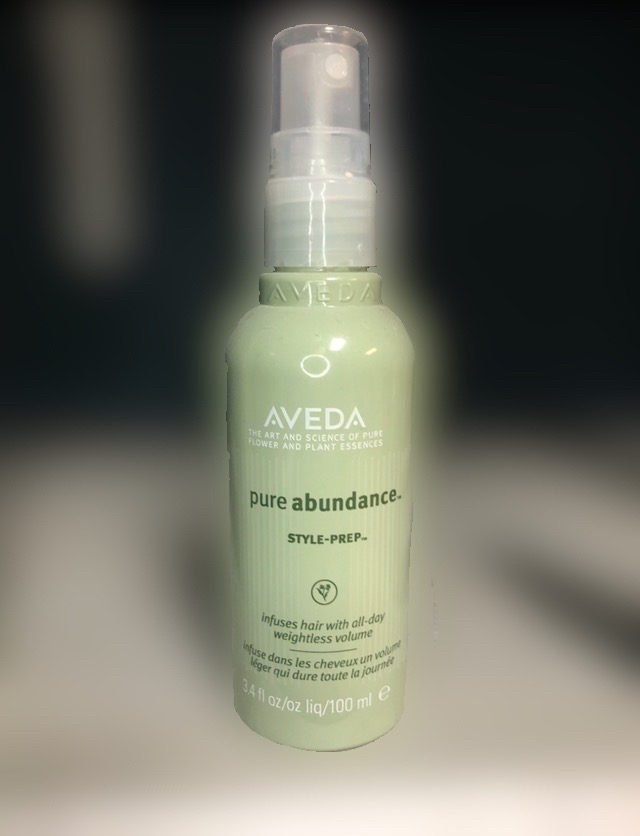 AVEDA
AVEDA
THE ART AND SCIENCE OF PURE
FLOWER AND PLANT ESSENCES
pure abundance™
STYLE-PREP™
infuses hair with all-day
weightless volume
infuse dans les cheveux un volume
léger qui dure toute la journée
3.4 fl oz/oz liq/100 ml ℮